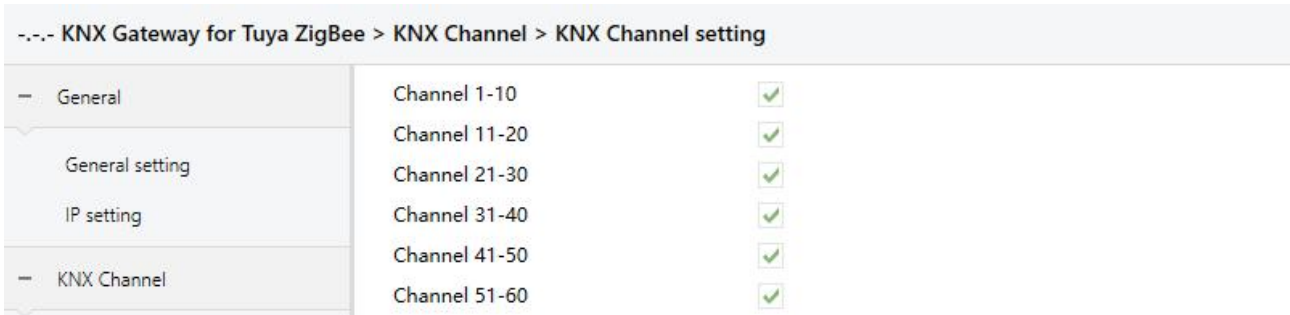 -.-.- KNX Gateway for Tuya ZigBee > KNX Channel > KNX Channel setting
General
General setting
IP setting
KNX Channel
Channel 1-10
Channel 11-20
Channel 21-30
Channel 31-40
Channel 41-50
Channel 51-60